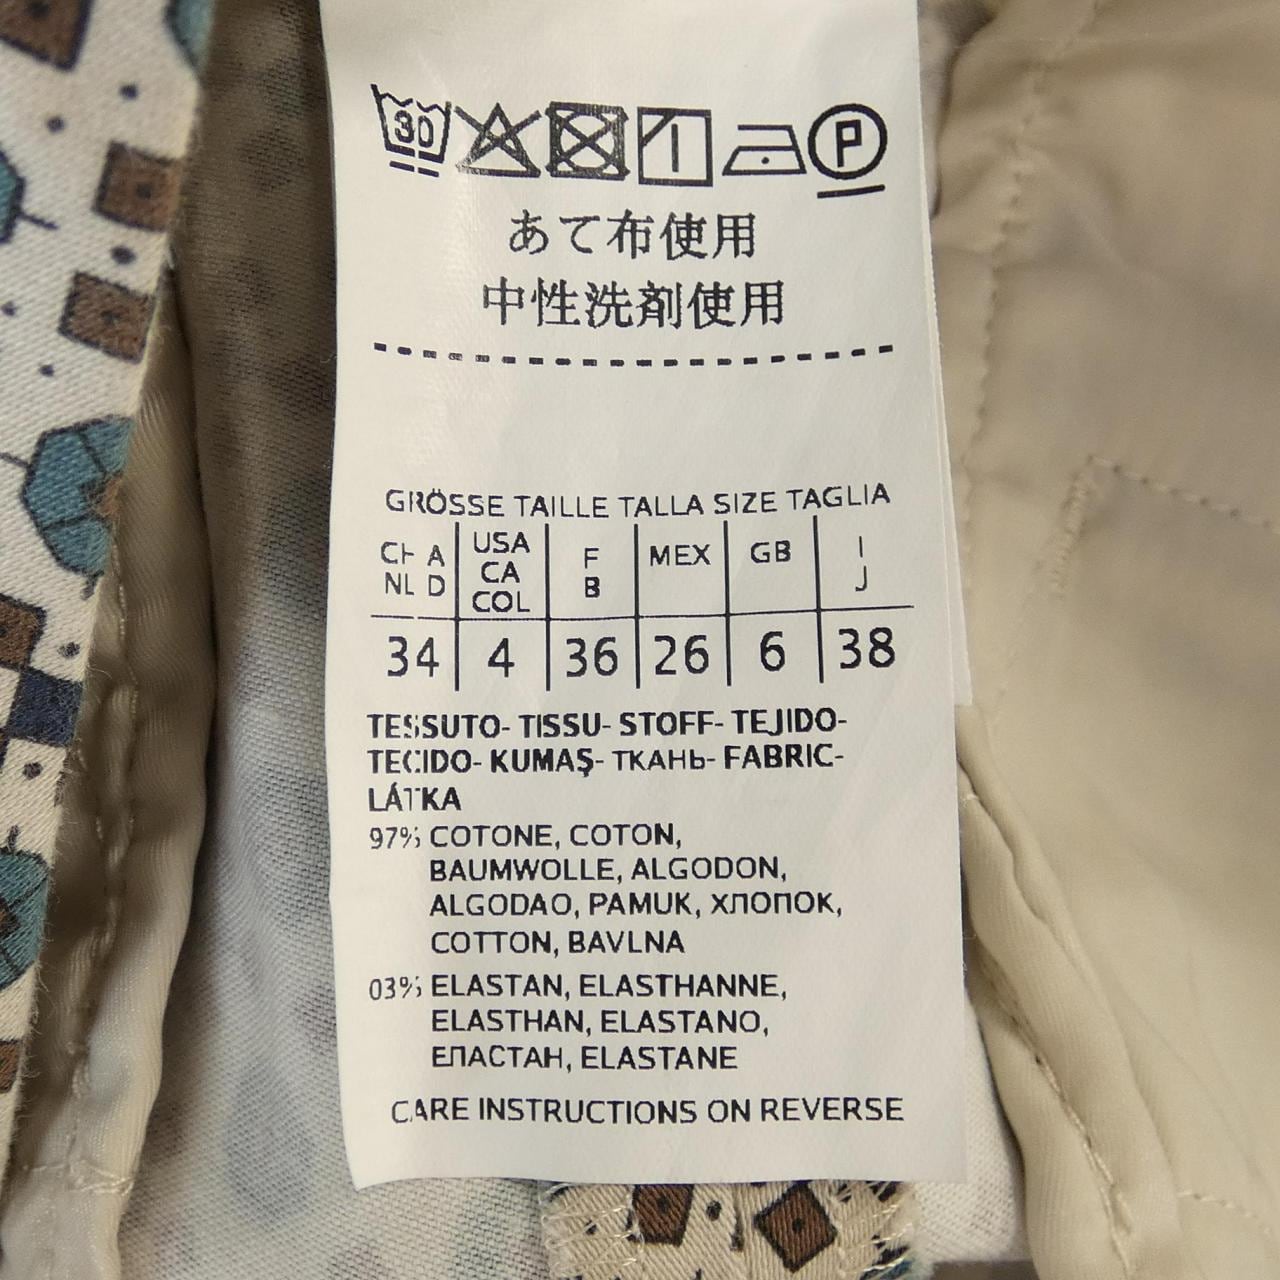 30 P
あて布使用
中性洗剤使用
GRÖSSE TAILLE TALLA SIZE TAGLIA
CH A NL D USA CA COL F B MEX GB I J
34 4 36 26 6 38
TESSUTO- TISSU- STOFF- TEJIDO-
TECIDO- KUMAŞ- ТКАНЬ- FABRIC-
LÁTKA
97% COTONE, COTON,
BAUMWOLLE, ALGODON,
ALGODAO, PAMUK, ХЛОПОК,
COTTON, BAVLNA
03% ELASTAN, ELASTHANNE,
ELASTHAN, ELASTANO,
ЕЛАСТАН, ELASTANE
CARE INSTRUCTIONS ON REVERSE